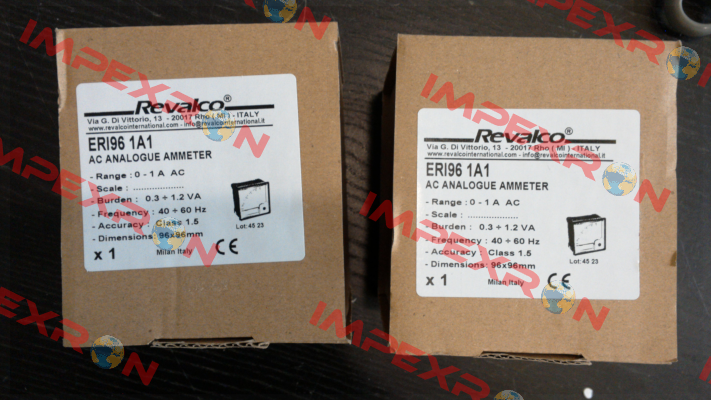 Revalco®
Via G. Di Vittorio, 13 - 20017 Rho ( MI ) - ITALY
www.revalcointernational.com - info@revalcointernational.it
ERI96 1A1
AC ANALOGUE AMMETER
- Range : 0 - 1 A AC
- Scale : ....................
- Burden : 0.3 ÷ 1.2 VA
- Frequency : 40 ÷ 60 Hz
- Accuracy : Class 1.5
- Dimensions: 96x96mm
Lot: 45 23
x 1
Milan Italy
CE
Revalco®
Via G. Di Vittorio, 13 - 20017 Rho ( MI ) - ITALY
www.revalcointernational.com - info@revalcointernational.it
ERI96 1A1
AC ANALOGUE AMMETER
- Range : 0 - 1 A AC
- Scale : ....................
- Burden : 0.3 ÷ 1.2 VA
- Frequency : 40 ÷ 60 Hz
- Accuracy : Class 1.5
- Dimensions: 96x96mm
Lot: 45 23
x 1
Milan Italy
CE
IMPEXRON
IMPEXRON
IMPEXRON
IMPEXRON
IMPEXRON
IMPEXRON